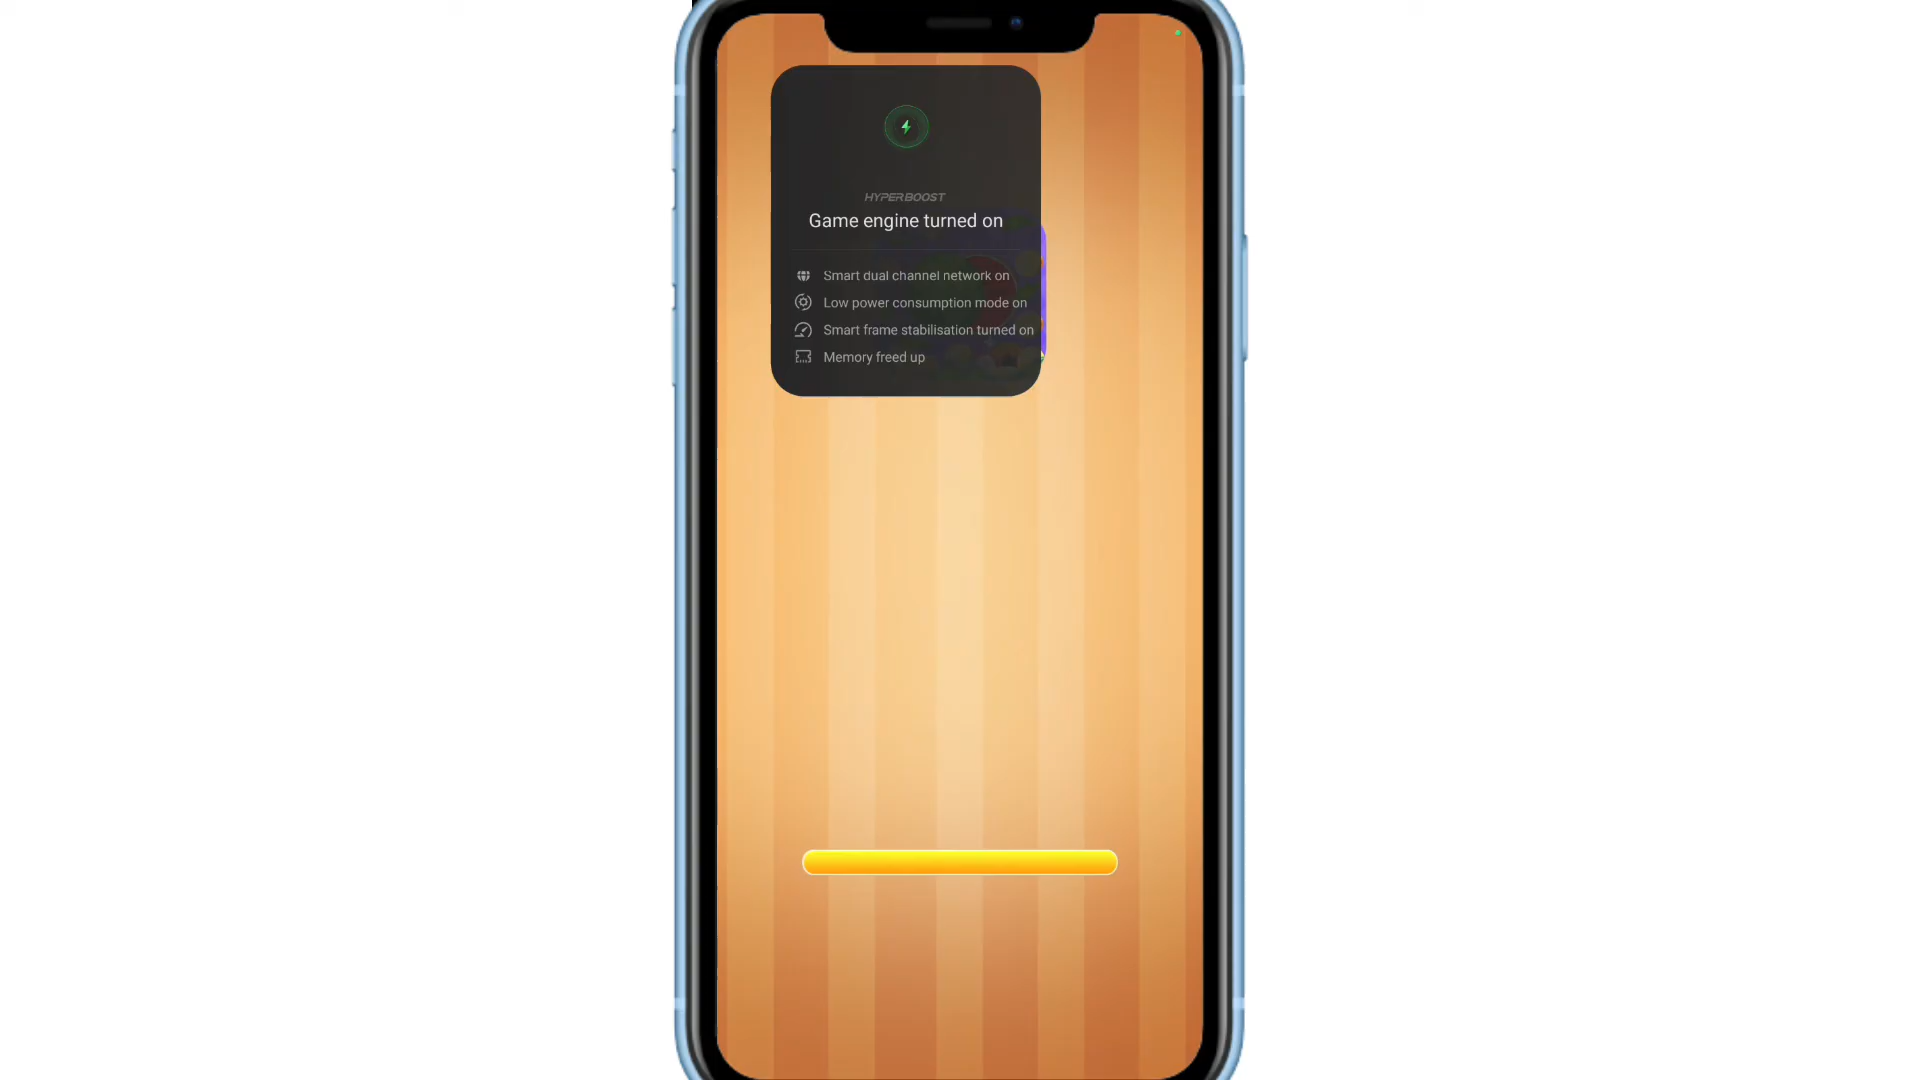 HYPERBOOST
Game engine turned on
Smart dual channel network on
Low power consumption mode on
Smart frame stabilisation turned on
Memory freed up